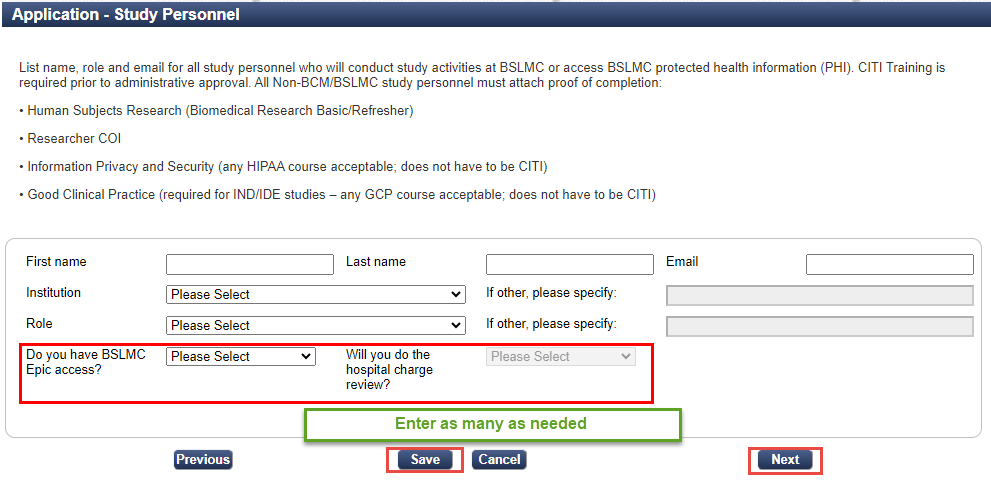 Application - Study Personnel
List name, role and email for all study personnel who will conduct study activities at BSLMC or access BSLMC protected health information (PHI). CITI Training is
required prior to administrative approval. All Non-BCM/BSLMC study personnel must attach proof of completion:
• Human Subjects Research (Biomedical Research Basic/Refresher)
• Researcher COI
• Information Privacy and Security (any HIPAA course acceptable; does not have to be CITI)
• Good Clinical Practice (required for IND/IDE studies – any GCP course acceptable; does not have to be CITI)
First name Last name Email
Institution Please Select If other, please specify:
Role Please Select If other, please specify:
Do you have BSLMC Please Select Will you do the Please Select
Epic access? hospital charge
review?
Enter as many as needed
Previous Save Cancel Next